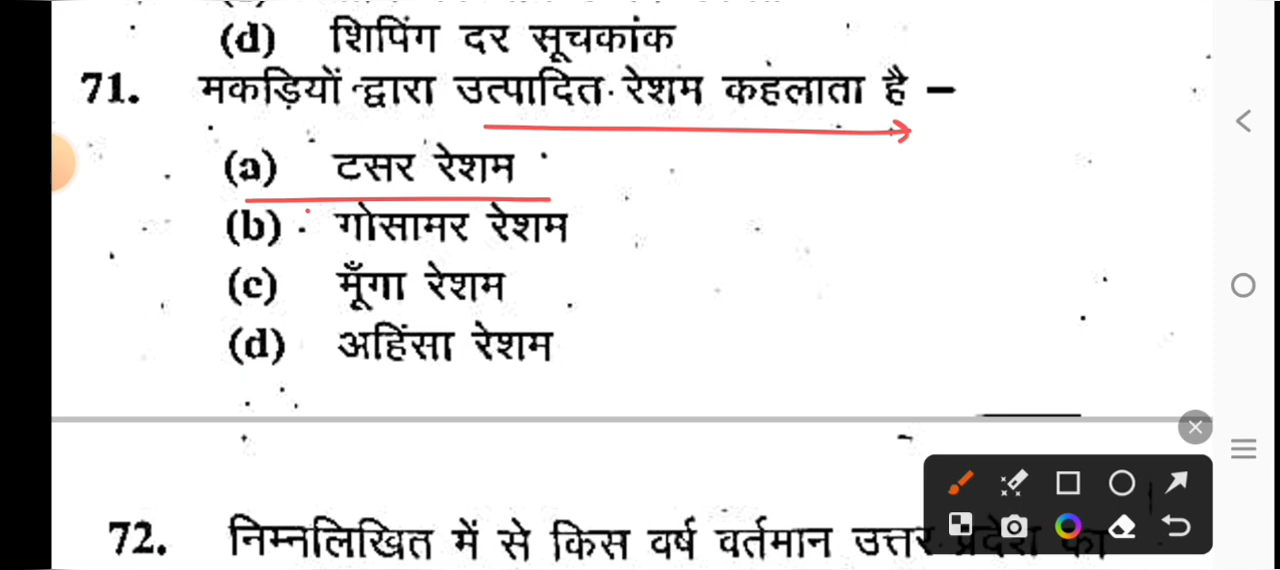 (d) शिपिंग दर सूचकांक
71. मकड़ियों द्वारा उत्पादित रेशम कहलाता है –
(a) टसर रेशम
(b) गोसामर रेशम
(c) मूँगा रेशम
(d) अहिंसा रेशम
72. निम्नलिखित में से किस वर्ष वर्तमान उत्तर प्रदेश का